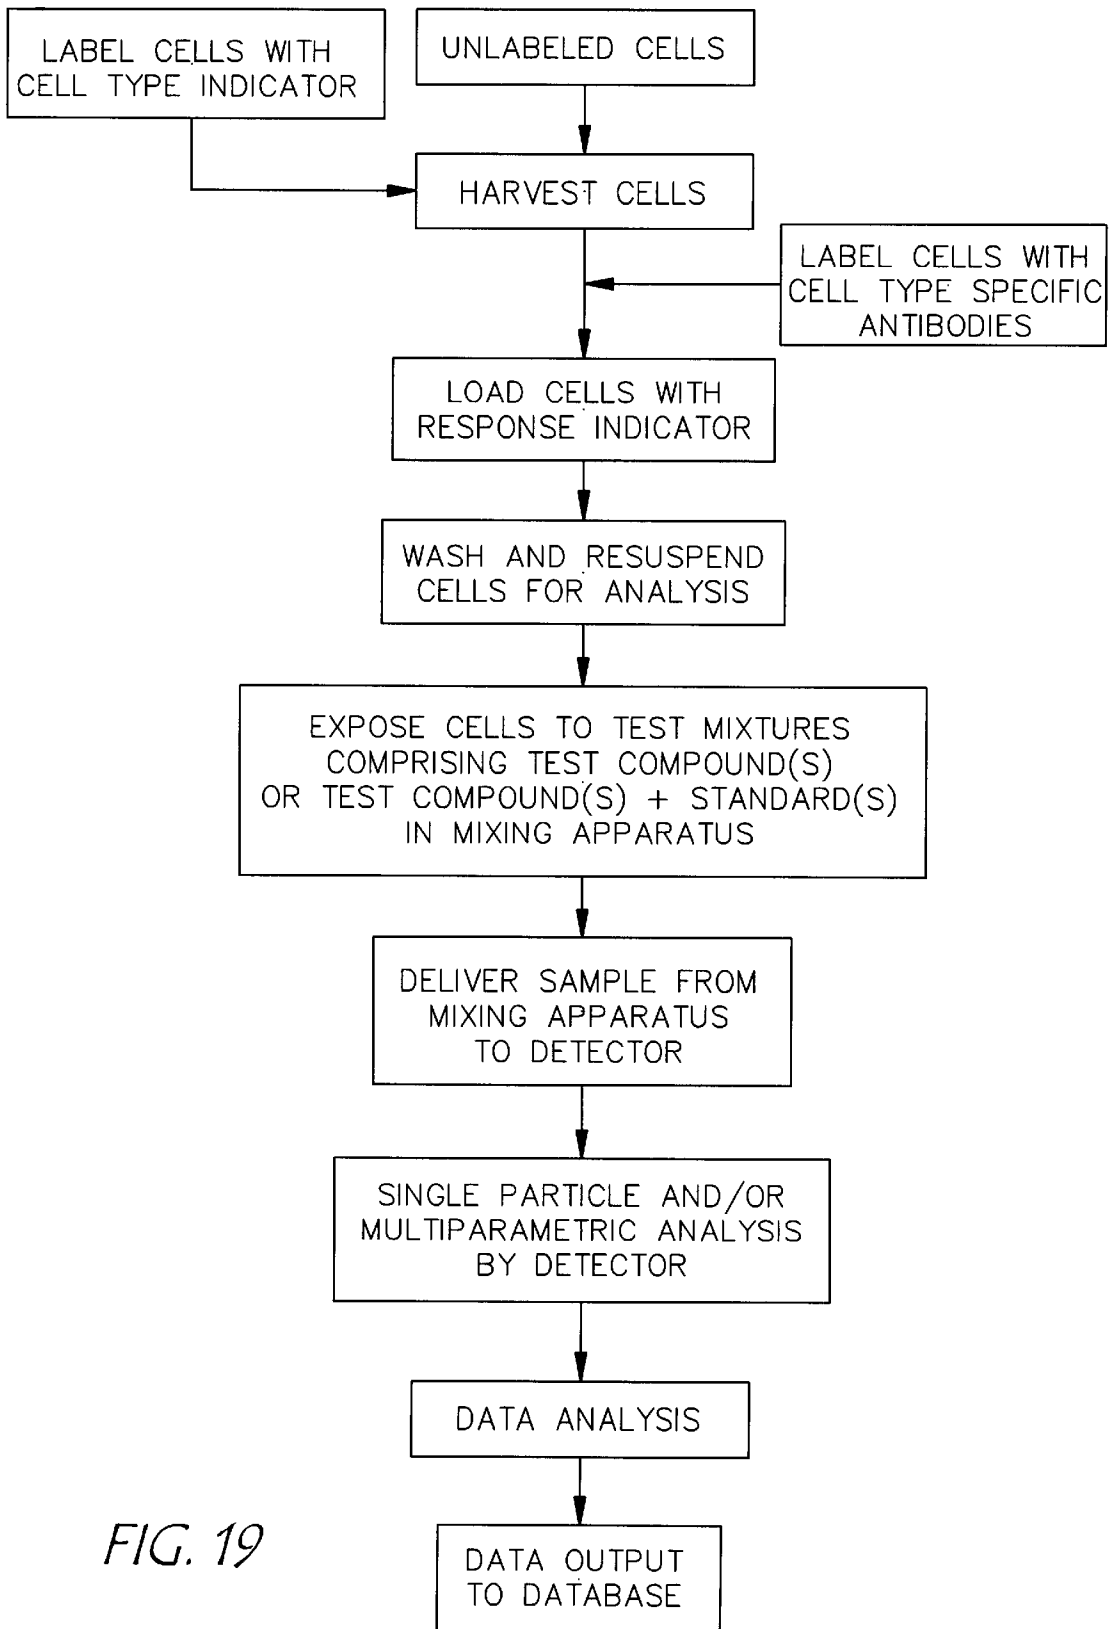 LABEL CELLS WITH
CELL TYPE INDICATOR
UNLABELED CELLS
HARVEST CELLS
LABEL CELLS WITH
CELL TYPE SPECIFIC
ANTIBODIES
LOAD CELLS WITH
RESPONSE INDICATOR
WASH AND RESUSPEND
CELLS FOR ANALYSIS
EXPOSE CELLS TO TEST MIXTURES
COMPRISING TEST COMPOUND(S)
OR TEST COMPOUND(S) + STANDARD(S)
IN MIXING APPARATUS
DELIVER SAMPLE FROM
MIXING APPARATUS
TO DETECTOR
SINGLE PARTICLE AND/OR
MULTIPARAMETRIC ANALYSIS
BY DETECTOR
DATA ANALYSIS
DATA OUTPUT
TO DATABASE
FIG. 19